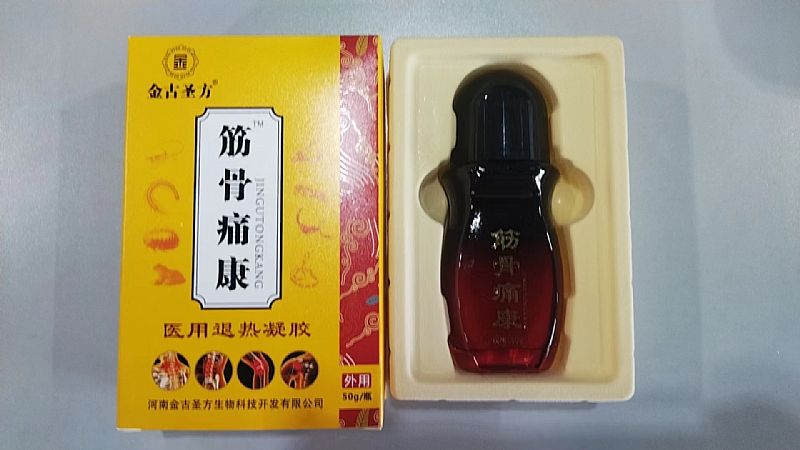 金古圣方®
筋骨痛康™
JINGUTONGKANG
医用退热凝胶
外用
50g/瓶
河南金古圣方生物科技开发有限公司
筋骨痛康